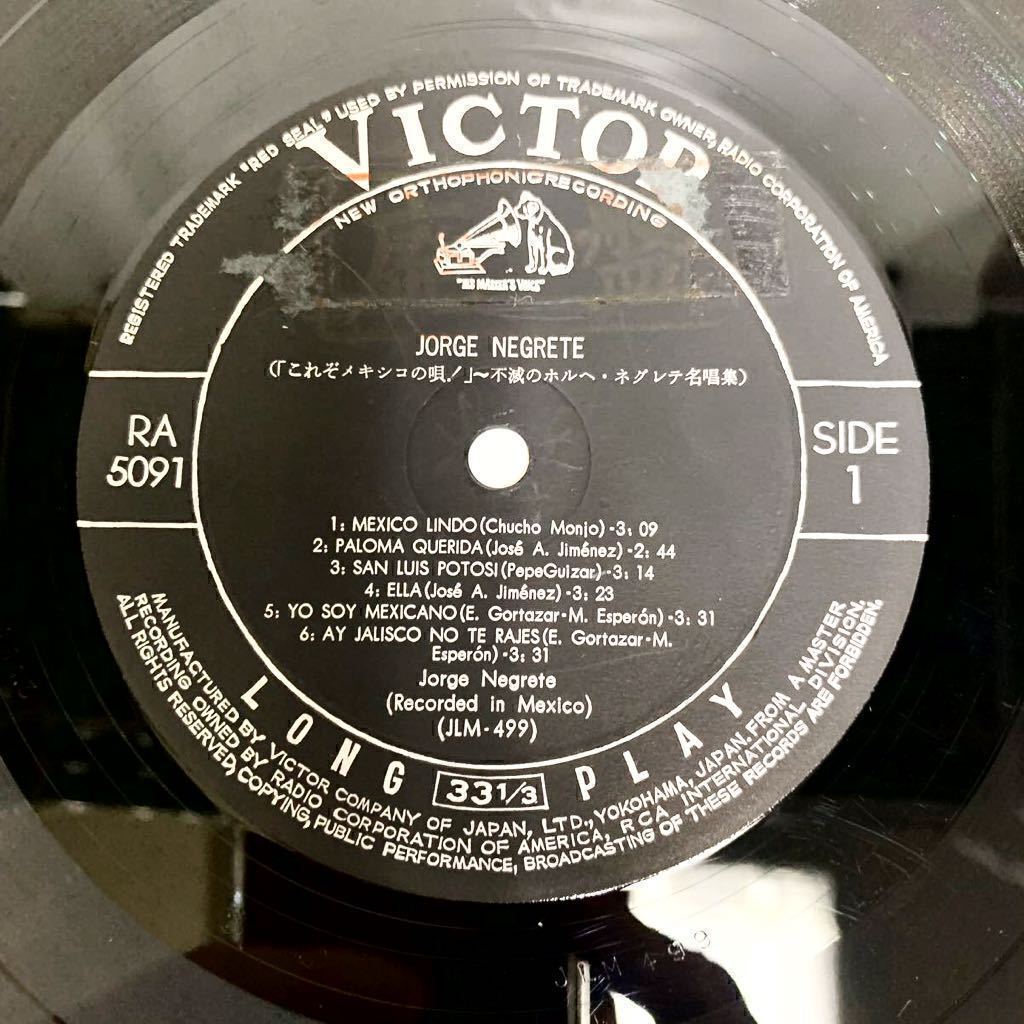 REGISTERED TRADEMARK "RED SEAL" USED BY PERMISSION OF TRADEMARK OWNER, RADIO CORPORATION OF AMERICA
VICTOR
NEW ORTHOPHONIC RECORDING
"HIS MASTER'S VOICE"
JORGE NEGRETE
(「これぞメキシコの唄!」~不滅のホルヘ・ネグレテ名唱集)
RA
5091
SIDE
1
1: MEXICO LINDO (Chucho Monjo) - 3: 09
2: PALOMA QUERIDA (José A. Jiménez) - 2: 44
3: SAN LUIS POTOSI (PepeGuizar) - 3: 14
4: ELLA (José A. Jiménez) - 3: 23
5: YO SOY MEXICANO (E. Gortazar-M. Esperón) - 3: 31
6: AY JALISCO NO TE RAJES (E. Gortazar-M.
Esperón) - 3: 31
Jorge Negrete
(Recorded in Mexico)
(JLM-499)
LONG 33 1/3 PLAY
MANUFACTURED BY VICTOR COMPANY OF JAPAN, LTD., YOKOHAMA, JAPAN. FROM A MASTER
RECORDING OWNED BY RADIO CORPORATION OF AMERICA, RCA INTERNATIONAL DIVISION.
ALL RIGHTS RESERVED, COPYING, PUBLIC PERFORMANCE, BROADCASTING OF THESE RECORDS ARE FORBIDDEN.
JLM 499